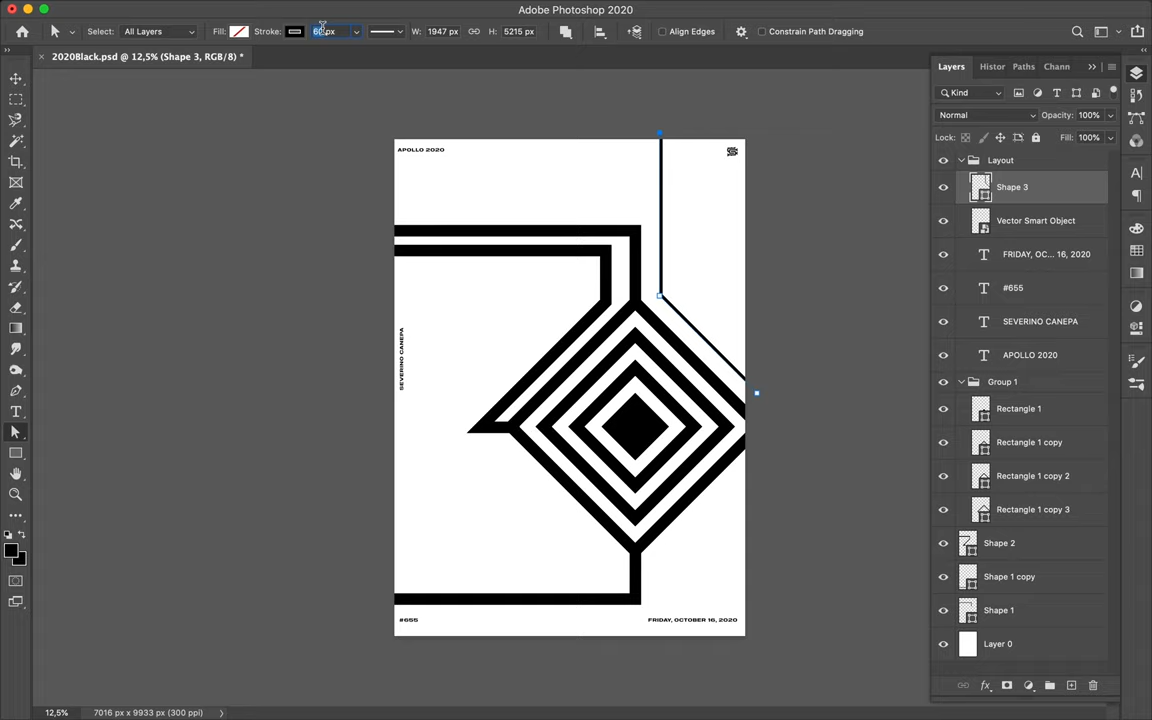 Adobe Photoshop 2020
Select:
All Layers
Fill:
Stroke:
60 px
W:
1947 px
H:
5215 px
Align Edges
Constrain Path Dragging
2020Black.psd @ 12,5% (Shape 3, RGB/8) *
Layers
Histor
Paths
Chann
Kind
Normal
Opacity:
100%
Lock:
Fill:
100%
Layout
Shape 3
Vector Smart Object
FRIDAY, OC... 16, 2020
#655
SEVERINO CANEPA
APOLLO 2020
Group 1
Rectangle 1
Rectangle 1 copy
Rectangle 1 copy 2
Rectangle 1 copy 3
Shape 2
Shape 1 copy
Shape 1
Layer 0
APOLLO 2020
SEVERINO CANEPA
#655
FRIDAY, OCTOBER 16, 2020
12,5%
7016 px x 9933 px (300 ppi)